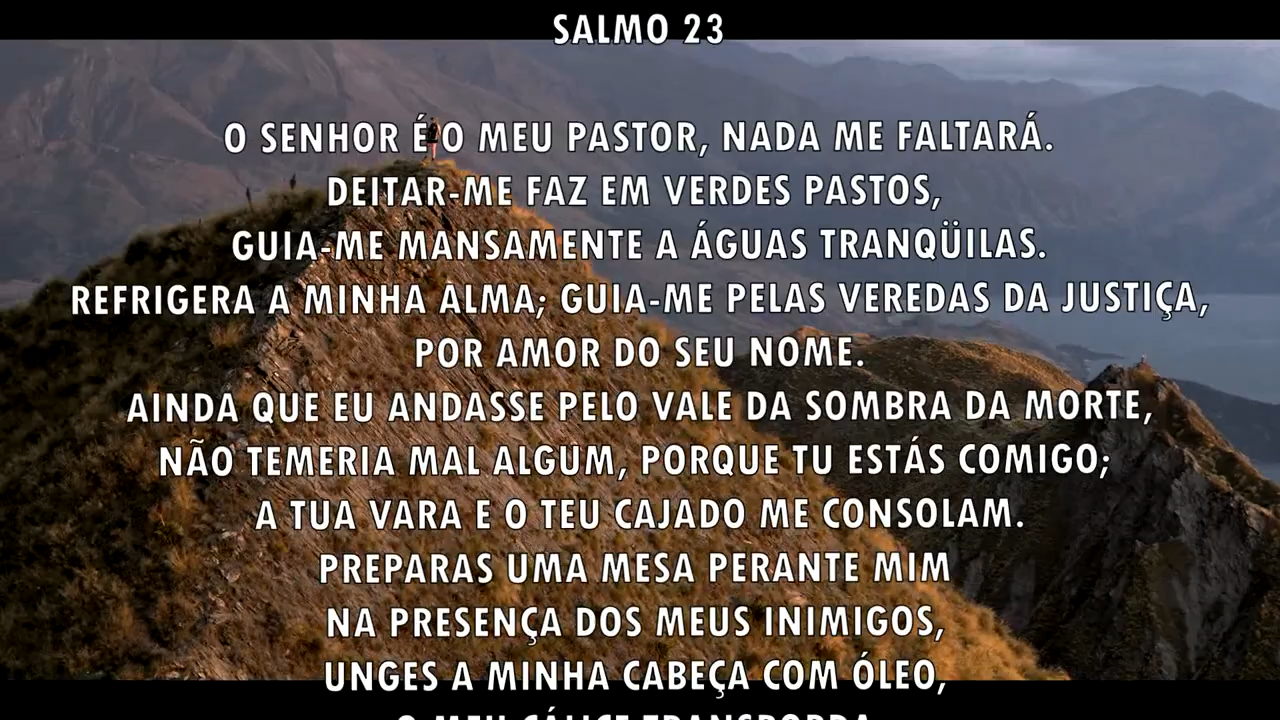 SALMO 23
O SENHOR É O MEU PASTOR, NADA ME FALTARÁ.
DEITAR-ME FAZ EM VERDES PASTOS,
GUIA-ME MANSAMENTE A ÁGUAS TRANQÜILAS.
REFRIGERA A MINHA ALMA; GUIA-ME PELAS VEREDAS DA JUSTIÇA,
POR AMOR DO SEU NOME.
AINDA QUE EU ANDASSE PELO VALE DA SOMBRA DA MORTE,
NÃO TEMERIA MAL ALGUM, PORQUE TU ESTÁS COMIGO;
A TUA VARA E O TEU CAJADO ME CONSOLAM.
PREPARAS UMA MESA PERANTE MIM
NA PRESENÇA DOS MEUS INIMIGOS,
UNGES A MINHA CABEÇA COM ÓLEO,
O MEU CÁLICE TRANSBORDA